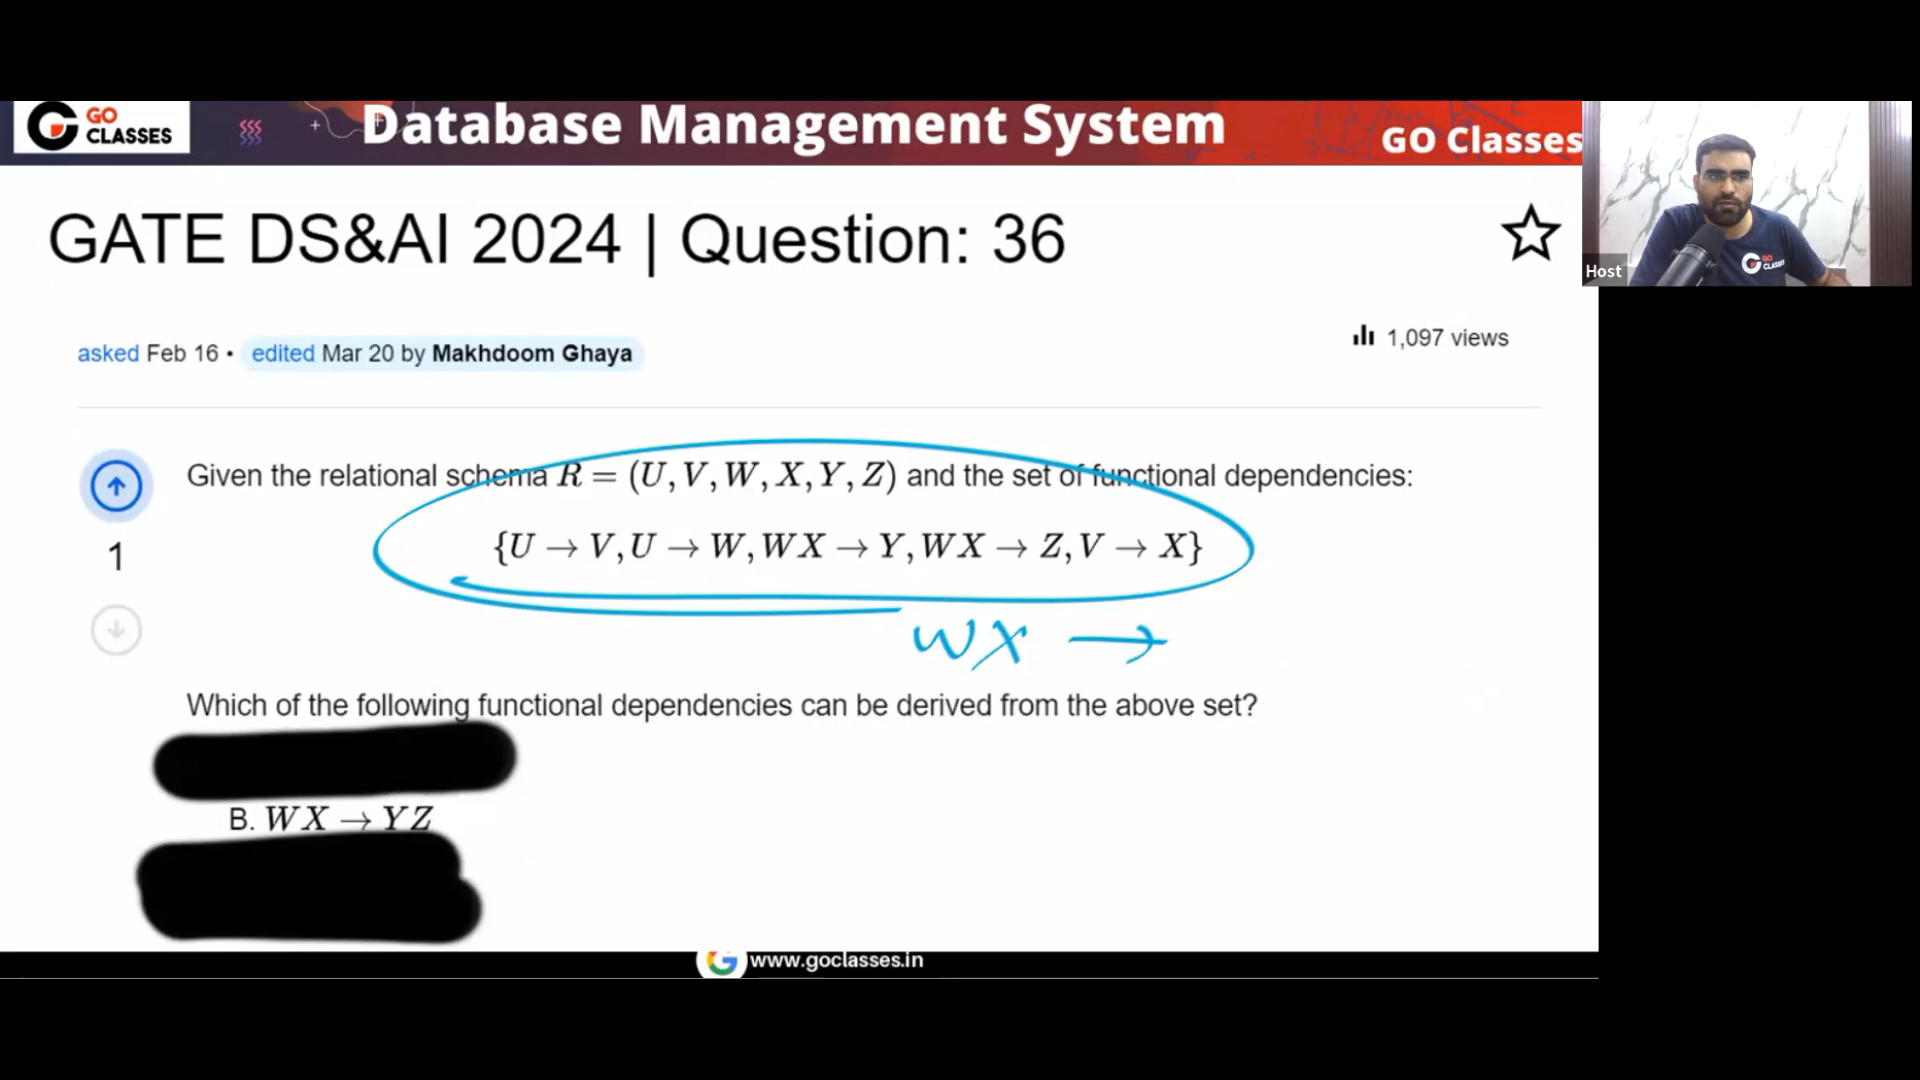 GO
CLASSES
Database Management System
GO Classes
GATE DS&AI 2024 | Question: 36
Host
GO
CLASSES
asked Feb 16 • edited Mar 20 by Makhdoom Ghaya
1,097 views
Given the relational schema R = (U, V, W, X, Y, Z) and the set of functional dependencies:
1
{U → V, U → W, WX → Y, WX → Z, V → X}
WX →
Which of the following functional dependencies can be derived from the above set?
B. WX → YZ
www.goclasses.in